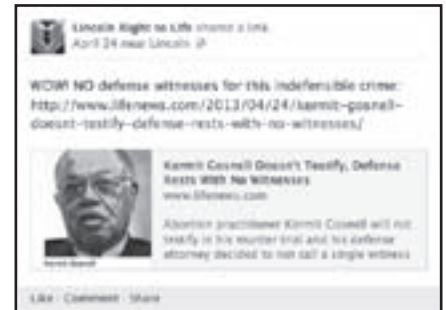 Lincoln Right to Life shared a link.
April 24 near Lincoln
WOW! NO defense witnesses for this indefensible crime:
http://www.lifenews.com/2013/04/24/kermit-gosnell-
doesnt-testify-defense-rests-with-no-witnesses/
Kermit Gosnell Doesn't Testify, Defense
Rests With No Witnesses
www.lifenews.com
Abortion practitioner Kermit Gosnell will not
testify in his murder trial and his defense
attorney decided to not call a single witness
Kermit Gosnell
Like · Comment · Share